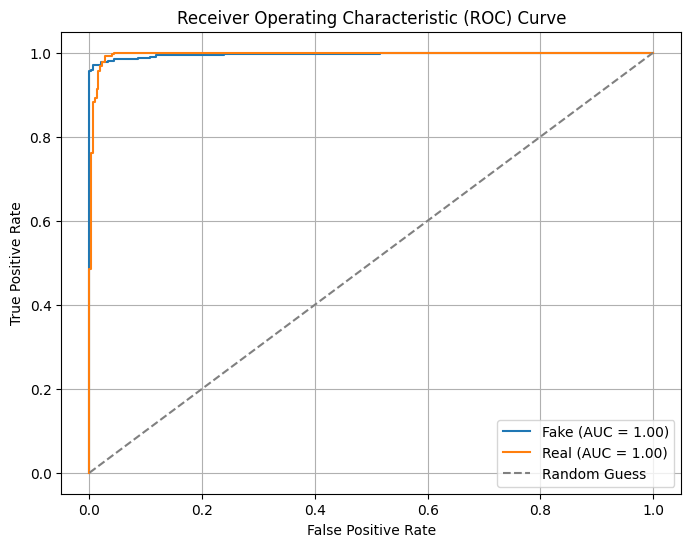 Receiver Operating Characteristic (ROC) Curve
True Positive Rate
1.0
0.8
0.6
0.4
0.2
0.0
Fake (AUC = 1.00)
Real (AUC = 1.00)
Random Guess
0.0 0.2 0.4 0.6 0.8 1.0
False Positive Rate